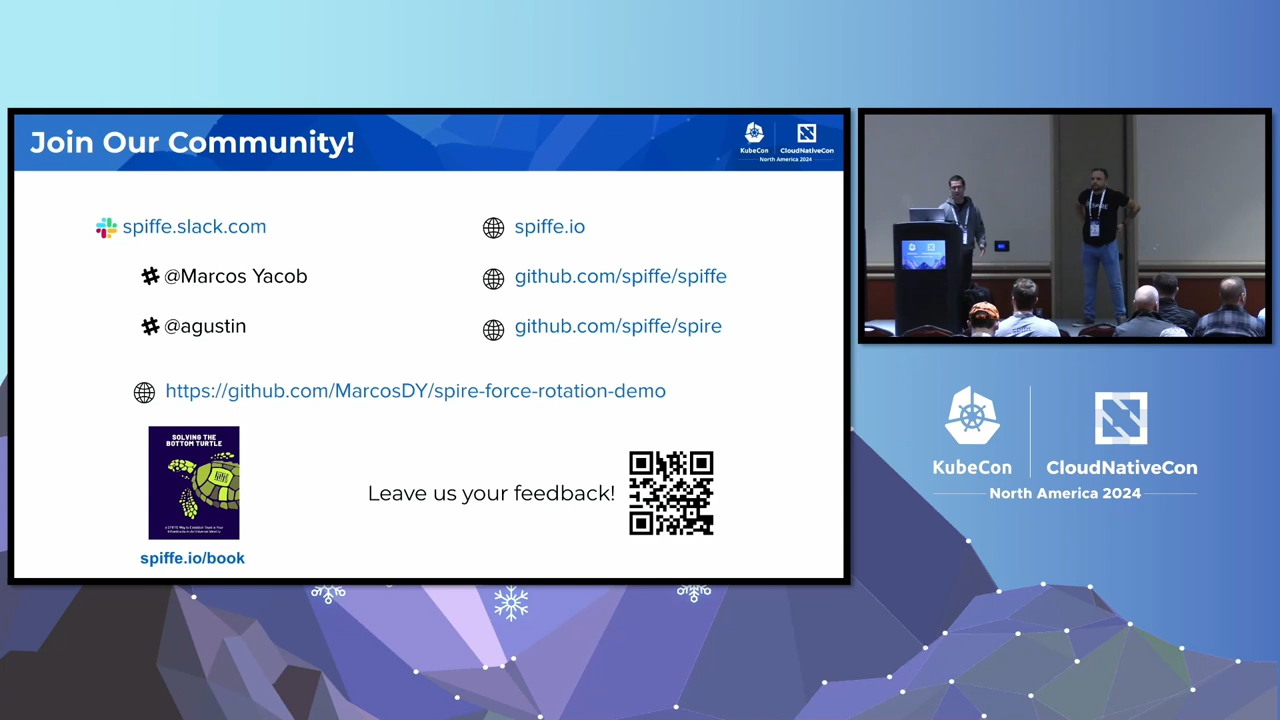 Join Our Community!
KubeCon
CloudNativeCon
North America 2024
spiffe.slack.com
@Marcos Yacob
@agustin
spiffe.io
github.com/spiffe/spiffe
github.com/spiffe/spire
https://github.com/MarcosDY/spire-force-rotation-demo
SOLVING THE
BOTTOM TURTLE
spiffe.io/book
Leave us your feedback!
KubeCon
CloudNativeCon
North America 2024